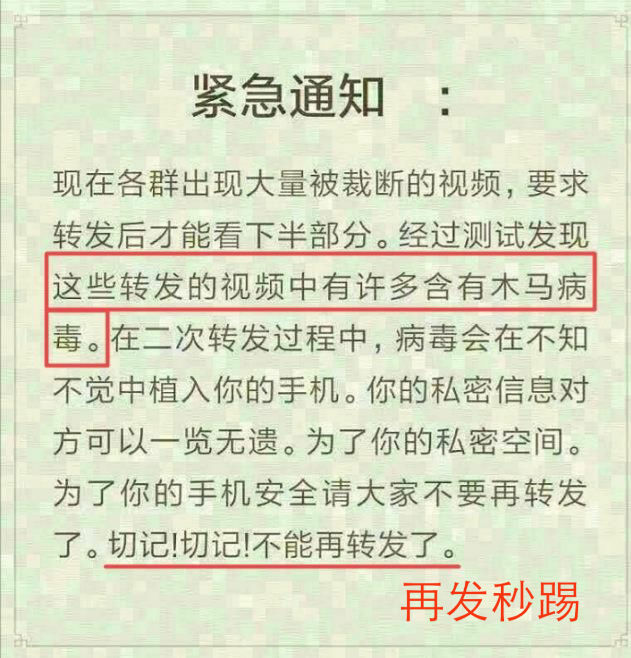 紧急通知 ：
现在各群出现大量被裁断的视频，要求
转发后才能看下半部分。经过测试发现
这些转发的视频中有许多含有木马病
毒。在二次转发过程中，病毒会在不知
不觉中植入你的手机。你的私密信息对
方可以一览无遗。为了你的私密空间。
为了你的手机安全请大家不要再转发
了。切记!切记!不能再转发了。
再发秒踢